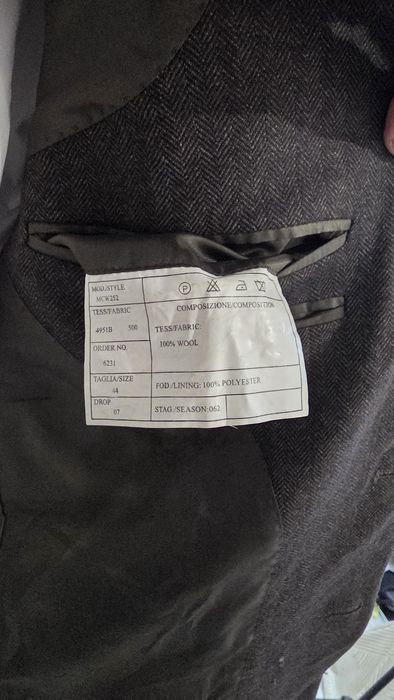 MOD./STYLE
MCW252
P
TESS/FABRIC
4951B 500
ORDER NO.
6231
TAGLIA/SIZE
44
DROP
07
COMPOSIZIONE/COMPOSITION
TESS/FABRIC:
100% WOOL
FOD./LINING: 100% POLYESTER
STAG./SEASON:062